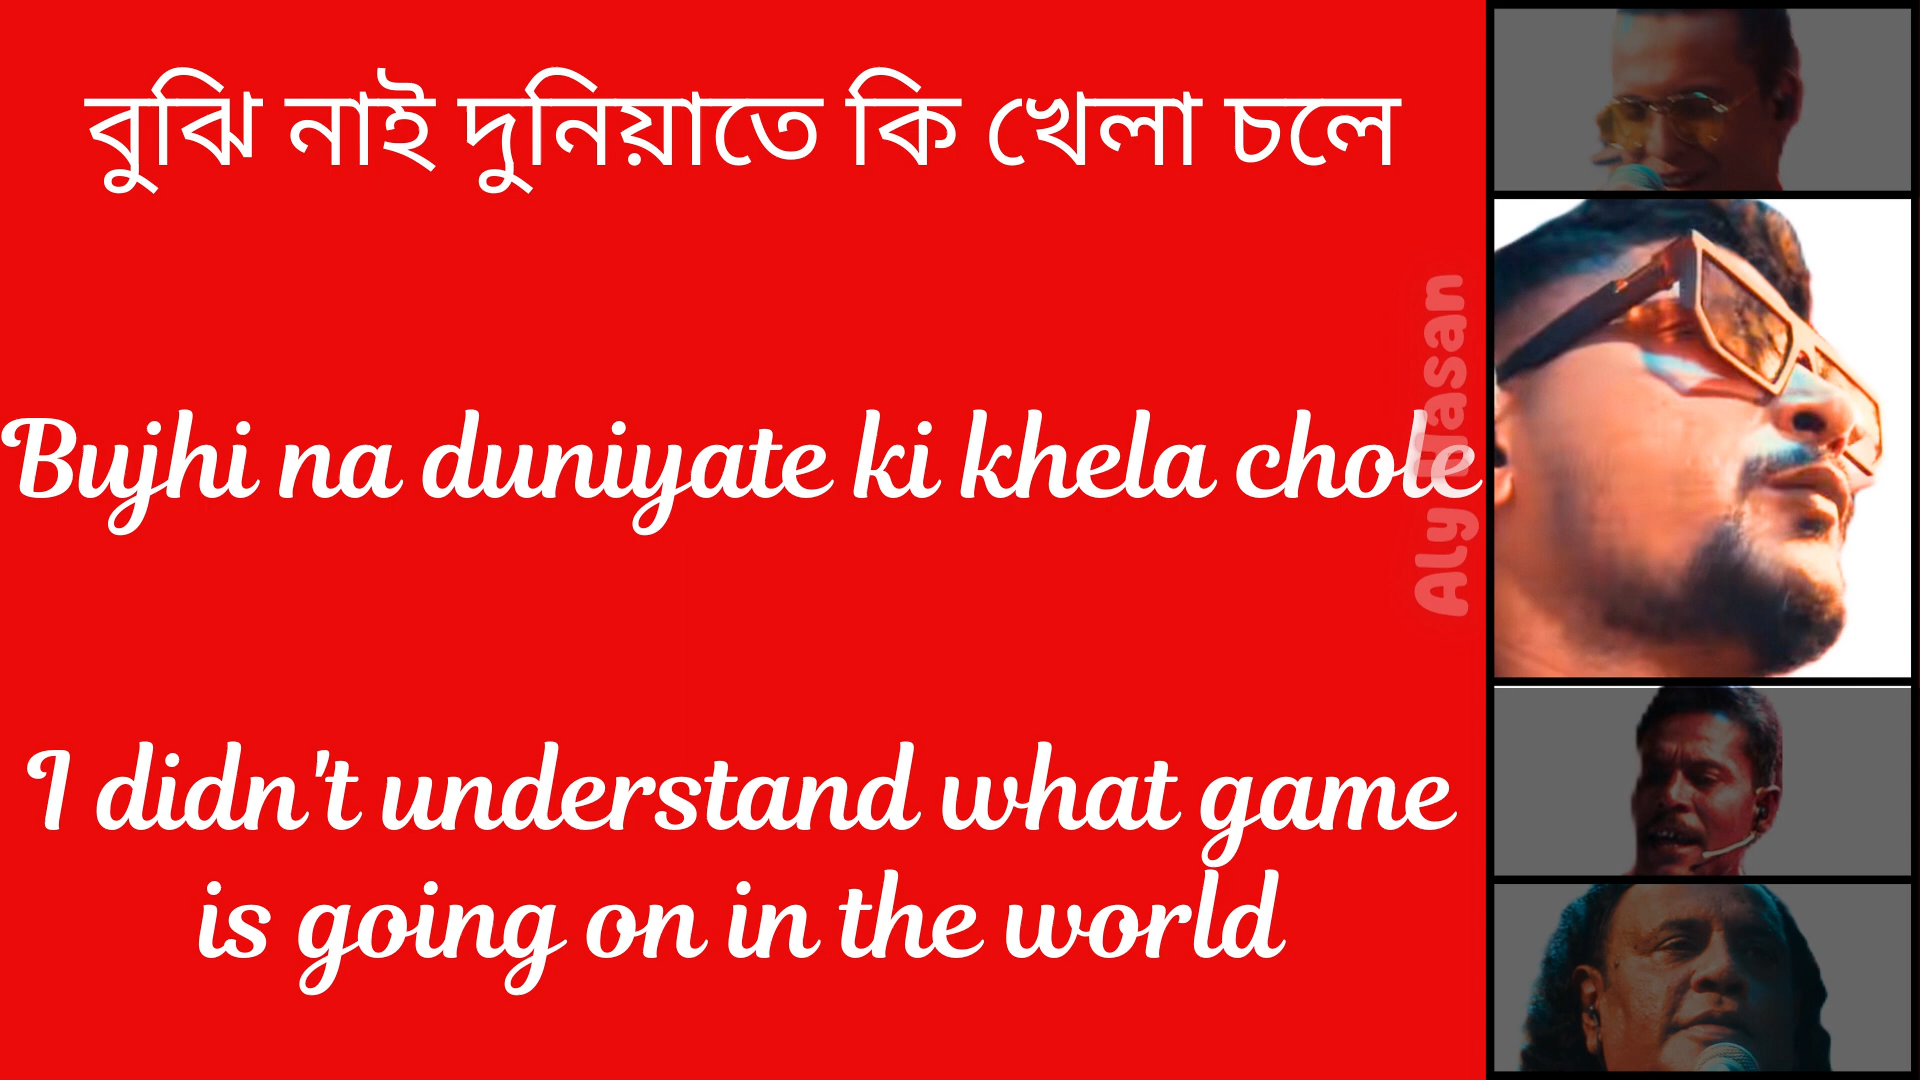 বুঝি নাই দুনিয়াতে কি খেলা চলে
Bujhi na duniyate ki khela chole
Aly Hasan
I didn't understand what game
is going on in the world